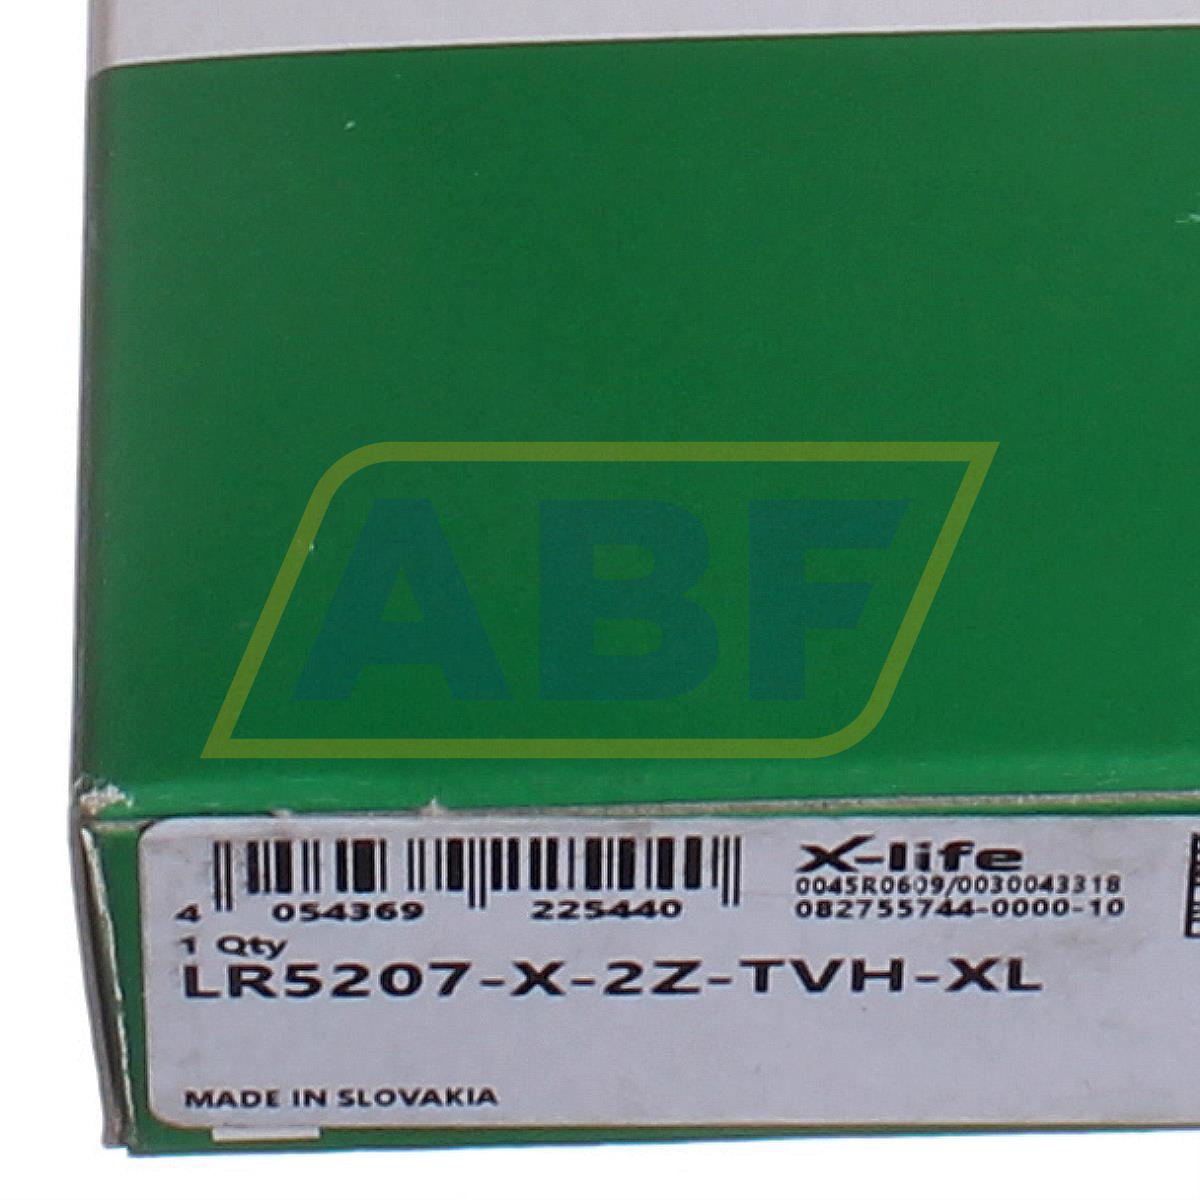 ABF
X-life
0045R0609/0030043318
082755744-0000-10
4 054369 225440
1 Qty
LR5207-X-2Z-TVH-XL
MADE IN SLOVAKIA